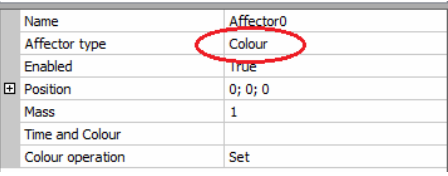 Name Affector0
Affector type Colour
Enabled True
Position 0; 0; 0
Mass 1
Time and Colour
Colour operation Set